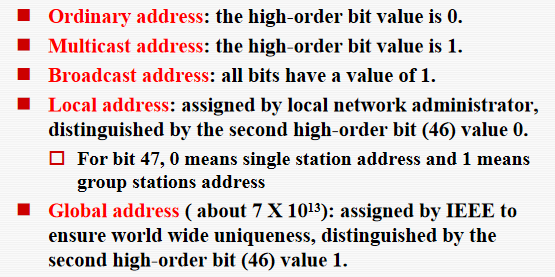 Ordinary address: the high-order bit value is 0.
Multicast address: the high-order bit value is 1.
Broadcast address: all bits have a value of 1.
Local address: assigned by local network administrator,
distinguished by the second high-order bit (46) value 0.
For bit 47, 0 means single station address and 1 means
group stations address
Global address ( about 7 X 10¹³): assigned by IEEE to
ensure world wide uniqueness, distinguished by the
second high-order bit (46) value 1.